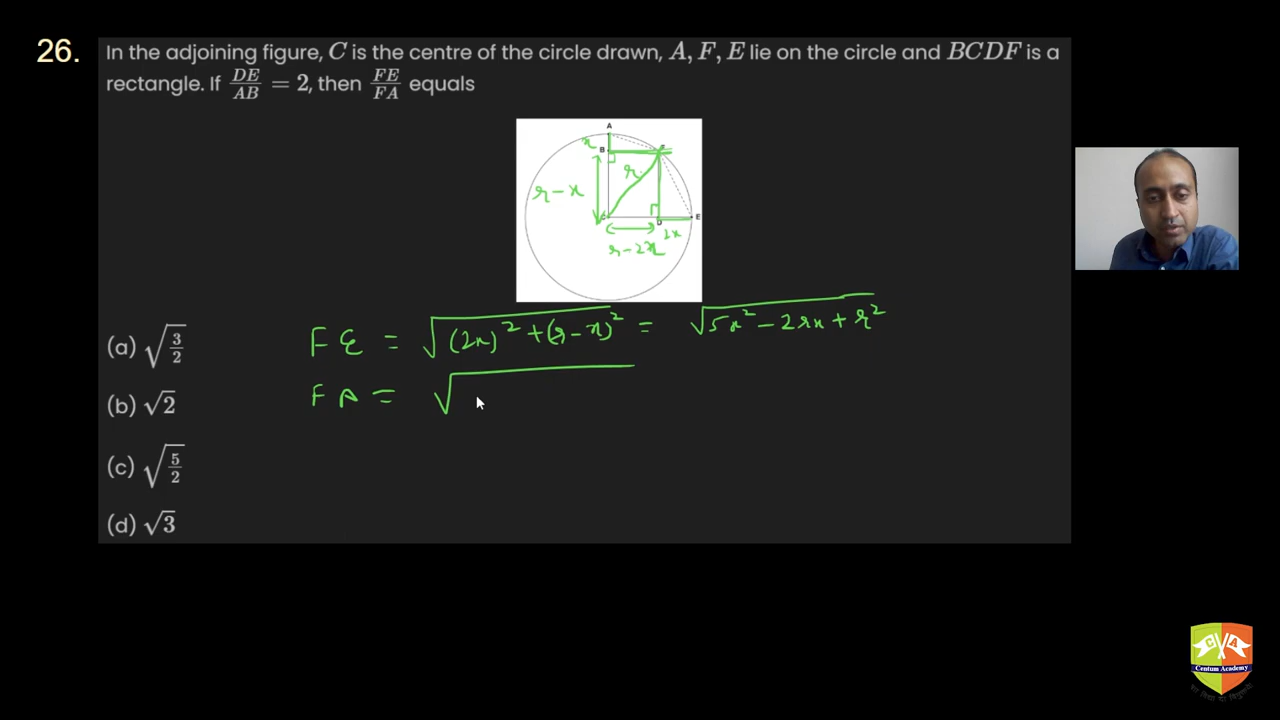 26. In the adjoining figure, C is the centre of the circle drawn, A, F, E lie on the circle and BCDF is a
rectangle. If DE/AB = 2, then FE/FA equals
A
x
B
F
r
r-x
C
D
E
2x
r-2x
(a) √(3/2)
FE = √((2x)² + (r-x)²) = √(5x² - 2rx + r²)
FA = √
(b) √2
(c) √(5/2)
(d) √3
C A
Centum Academy